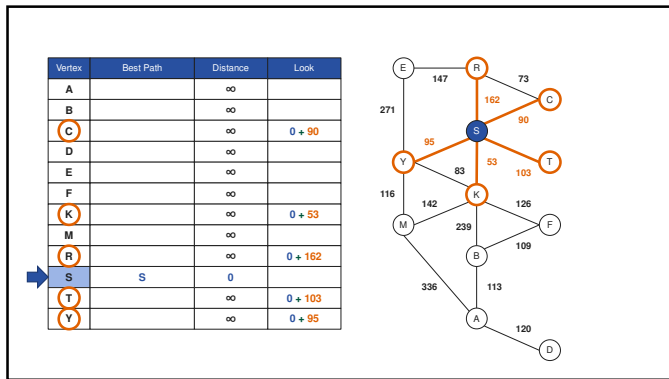 Vertex Best Path Distance Look
A ∞
B ∞
C ∞ 0 + 90
D ∞
E ∞
F ∞
K ∞ 0 + 53
M ∞
R ∞ 0 + 162
S S 0
T ∞ 0 + 103
Y ∞ 0 + 95
E R
147 73
C
271 162
90
S
95
53 103
Y T
83
116 142 K 126
M 239 F
B 109
336 113
A
120
D